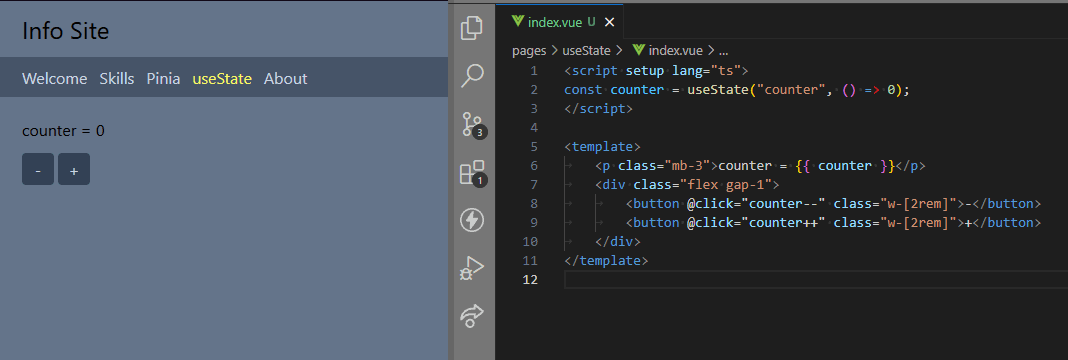 Info Site
Welcome Skills Pinia useState About
counter = 0
- +
3
1
index.vue U ×
pages > useState > index.vue > ...
1 <script setup lang="ts">
2 const counter = useState("counter", () => 0);
3 </script>
4
5 <template>
6 <p class="mb-3">counter = {{ counter }}</p>
7 <div class="flex gap-1">
8 <button @click="counter--" class="w-[2rem]">-</button>
9 <button @click="counter++" class="w-[2rem]">+</button>
10 </div>
11 </template>
12